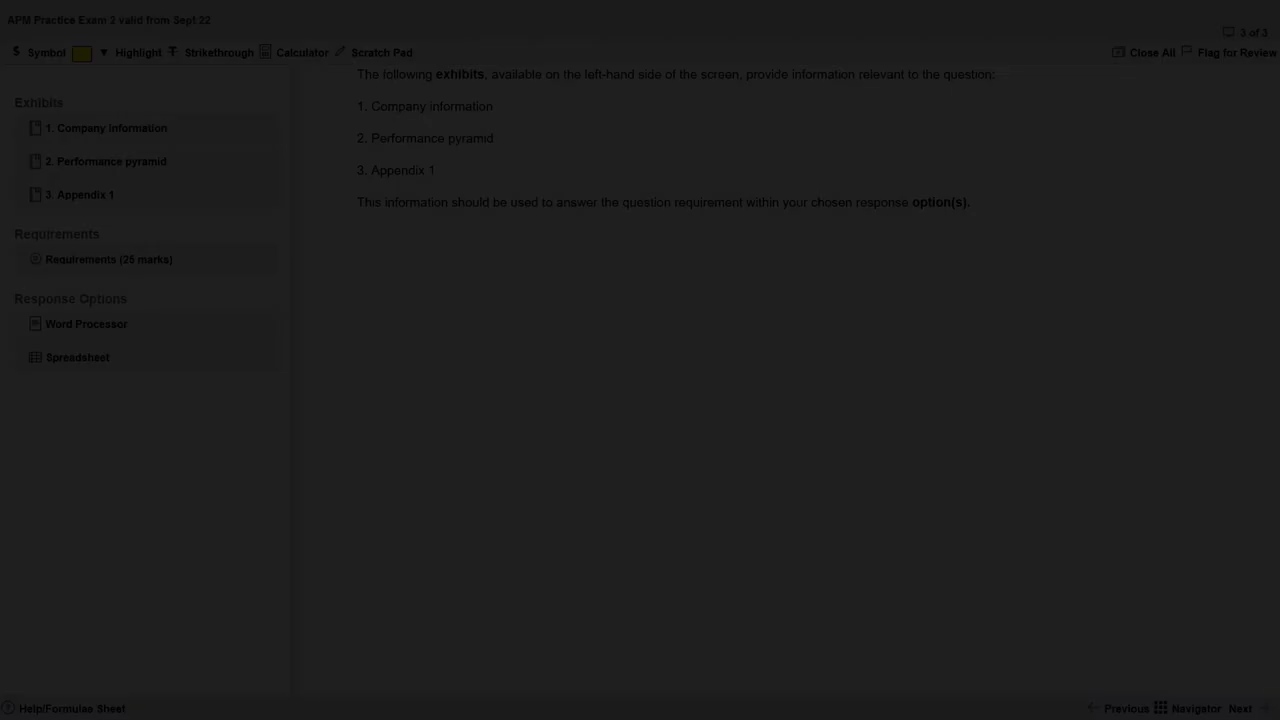 APM Practice Exam 2 valid from Sept 22
3 of 3
$ Symbol Highlight Strikethrough Calculator Scratch Pad Close All Flag for Review
The following exhibits, available on the left-hand side of the screen, provide information relevant to the question:
Exhibits
1. Company information
1. Company information
2. Performance pyramid
2. Performance pyramid
3. Appendix 1
3. Appendix 1
This information should be used to answer the question requirement within your chosen response option(s).
Requirements
Requirements (25 marks)
Response Options
Word Processor
Spreadsheet
Help/Formulae Sheet
Previous Navigator Next